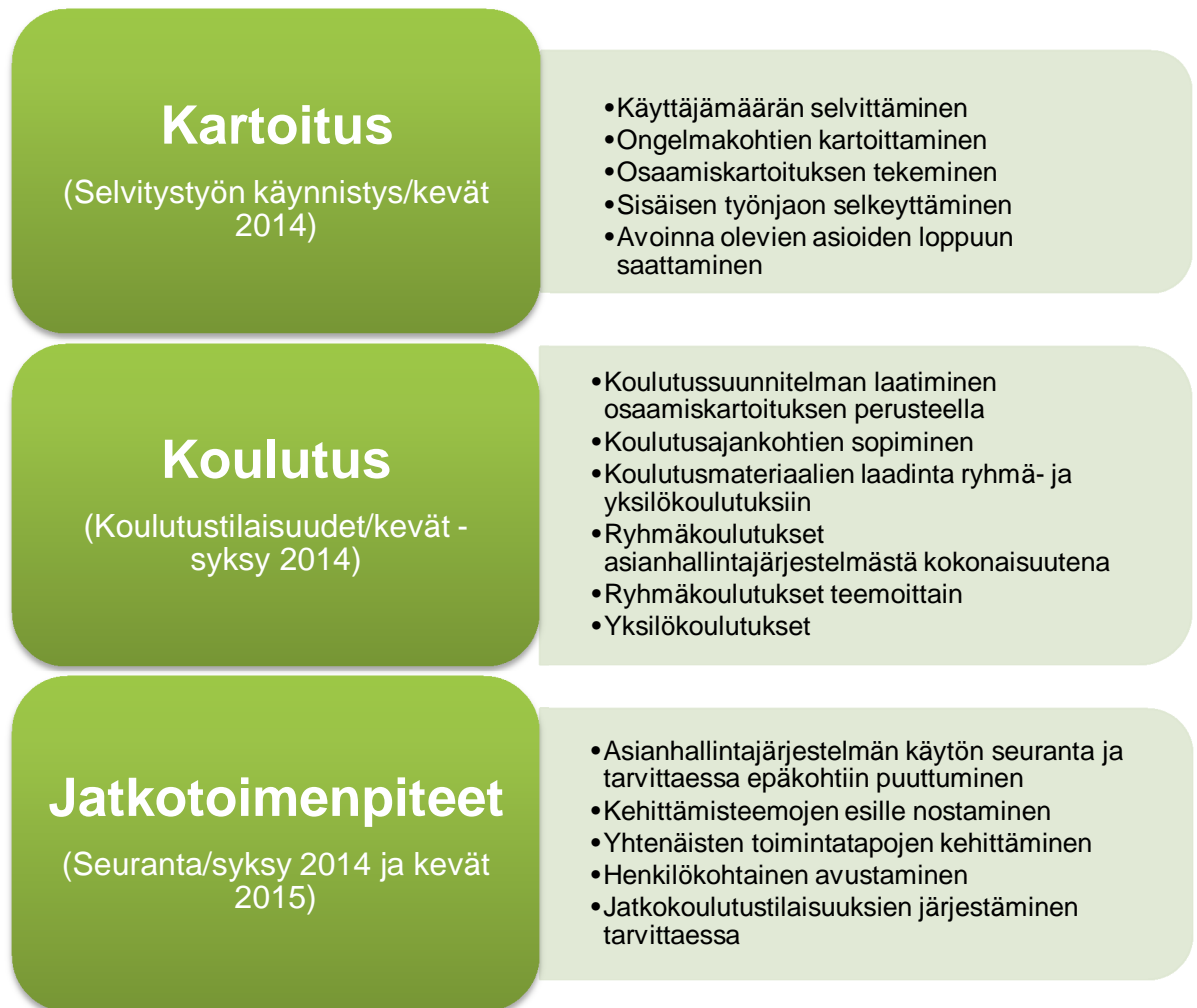 Kartoitus
(Selvitystyön käynnistys/kevät
2014)
•Käyttäjämäärän selvittäminen
•Ongelmakohtien kartoittaminen
•Osaamiskartoituksen tekeminen
•Sisäisen työnjaon selkeyttäminen
•Avoinna olevien asioiden loppuun
saattaminen
Koulutus
(Koulutustilaisuudet/kevät -
syksy 2014)
•Koulutussuunnitelman laatiminen
osaamiskartoituksen perusteella
•Koulutusajankohtien sopiminen
•Koulutusmateriaalien laadinta ryhmä- ja
yksilökoulutuksiin
•Ryhmäkoulutukset
asianhallintajärjestelmästä kokonaisuutena
•Ryhmäkoulutukset teemoittain
•Yksilökoulutukset
Jatkotoimenpiteet
(Seuranta/syksy 2014 ja kevät
2015)
•Asianhallintajärjestelmän käytön seuranta ja
tarvittaessa epäkohtiin puuttuminen
•Kehittämisteemojen esille nostaminen
•Yhtenäisten toimintatapojen kehittäminen
•Henkilökohtainen avustaminen
•Jatkokoulutustilaisuuksien järjestäminen
tarvittaessa